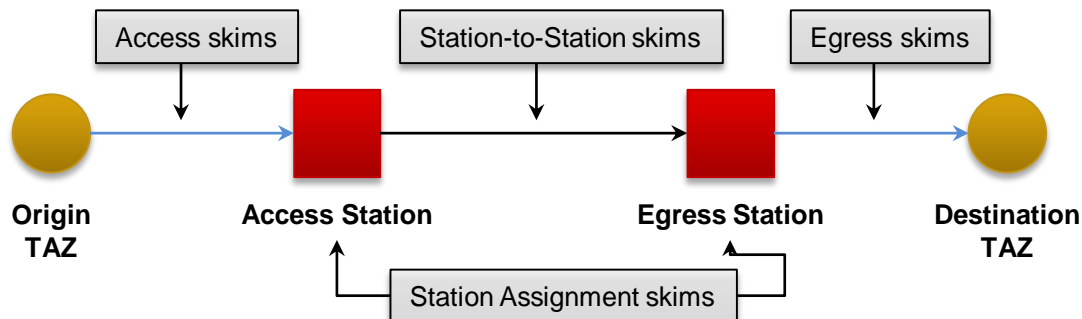 Access skims
Station-to-Station skims
Egress skims
Origin
TAZ
Access Station
Egress Station
Destination
TAZ
Station Assignment skims